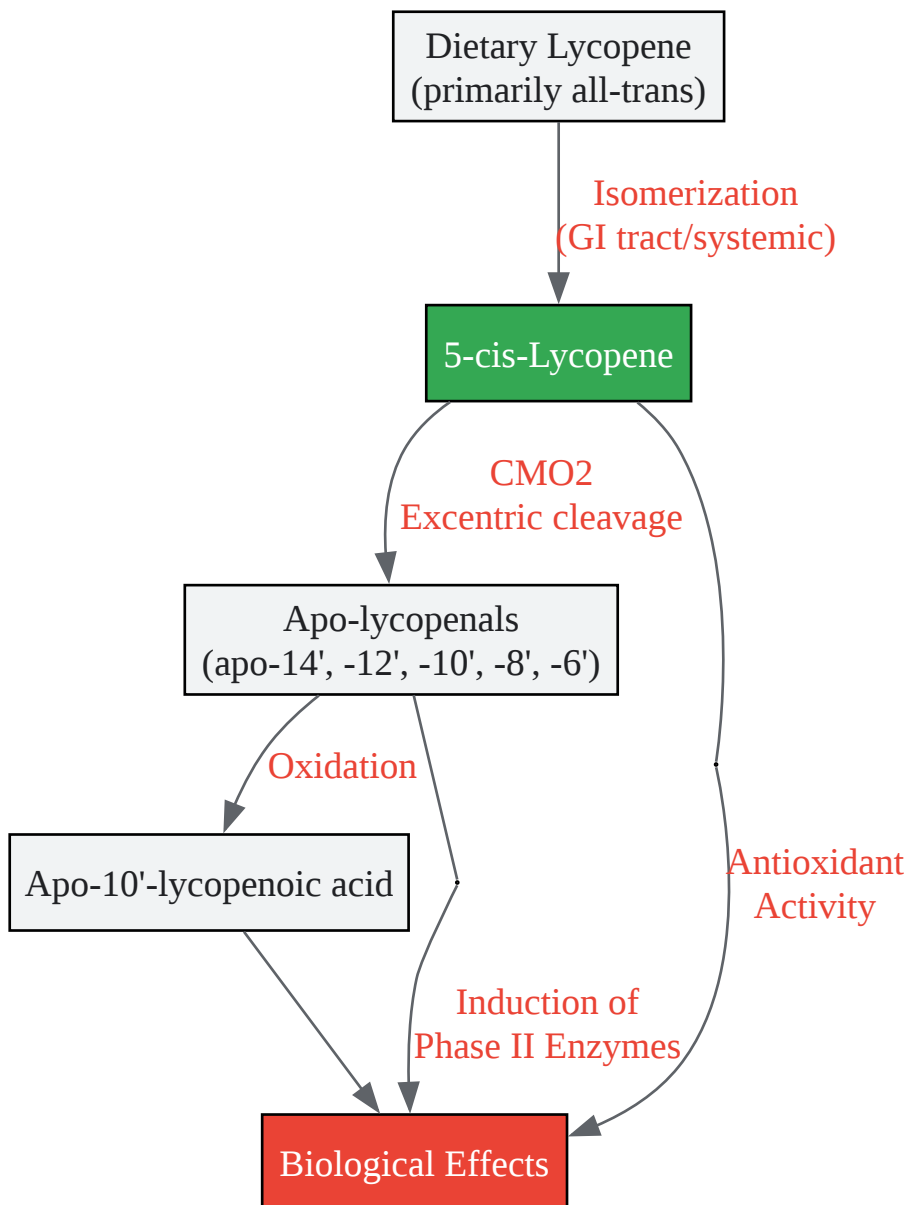 Dietary Lycopene
(primarily all-trans)
Isomerization
(GI tract/systemic)
5-cis-Lycopene
CMO2
Excentric cleavage
Apo-lycopenals
(apo-14', -12', -10', -8', -6')
Oxidation
Apo-10'-lycopenoic acid
Antioxidant
Activity
Induction of
Phase II Enzymes
Biological Effects